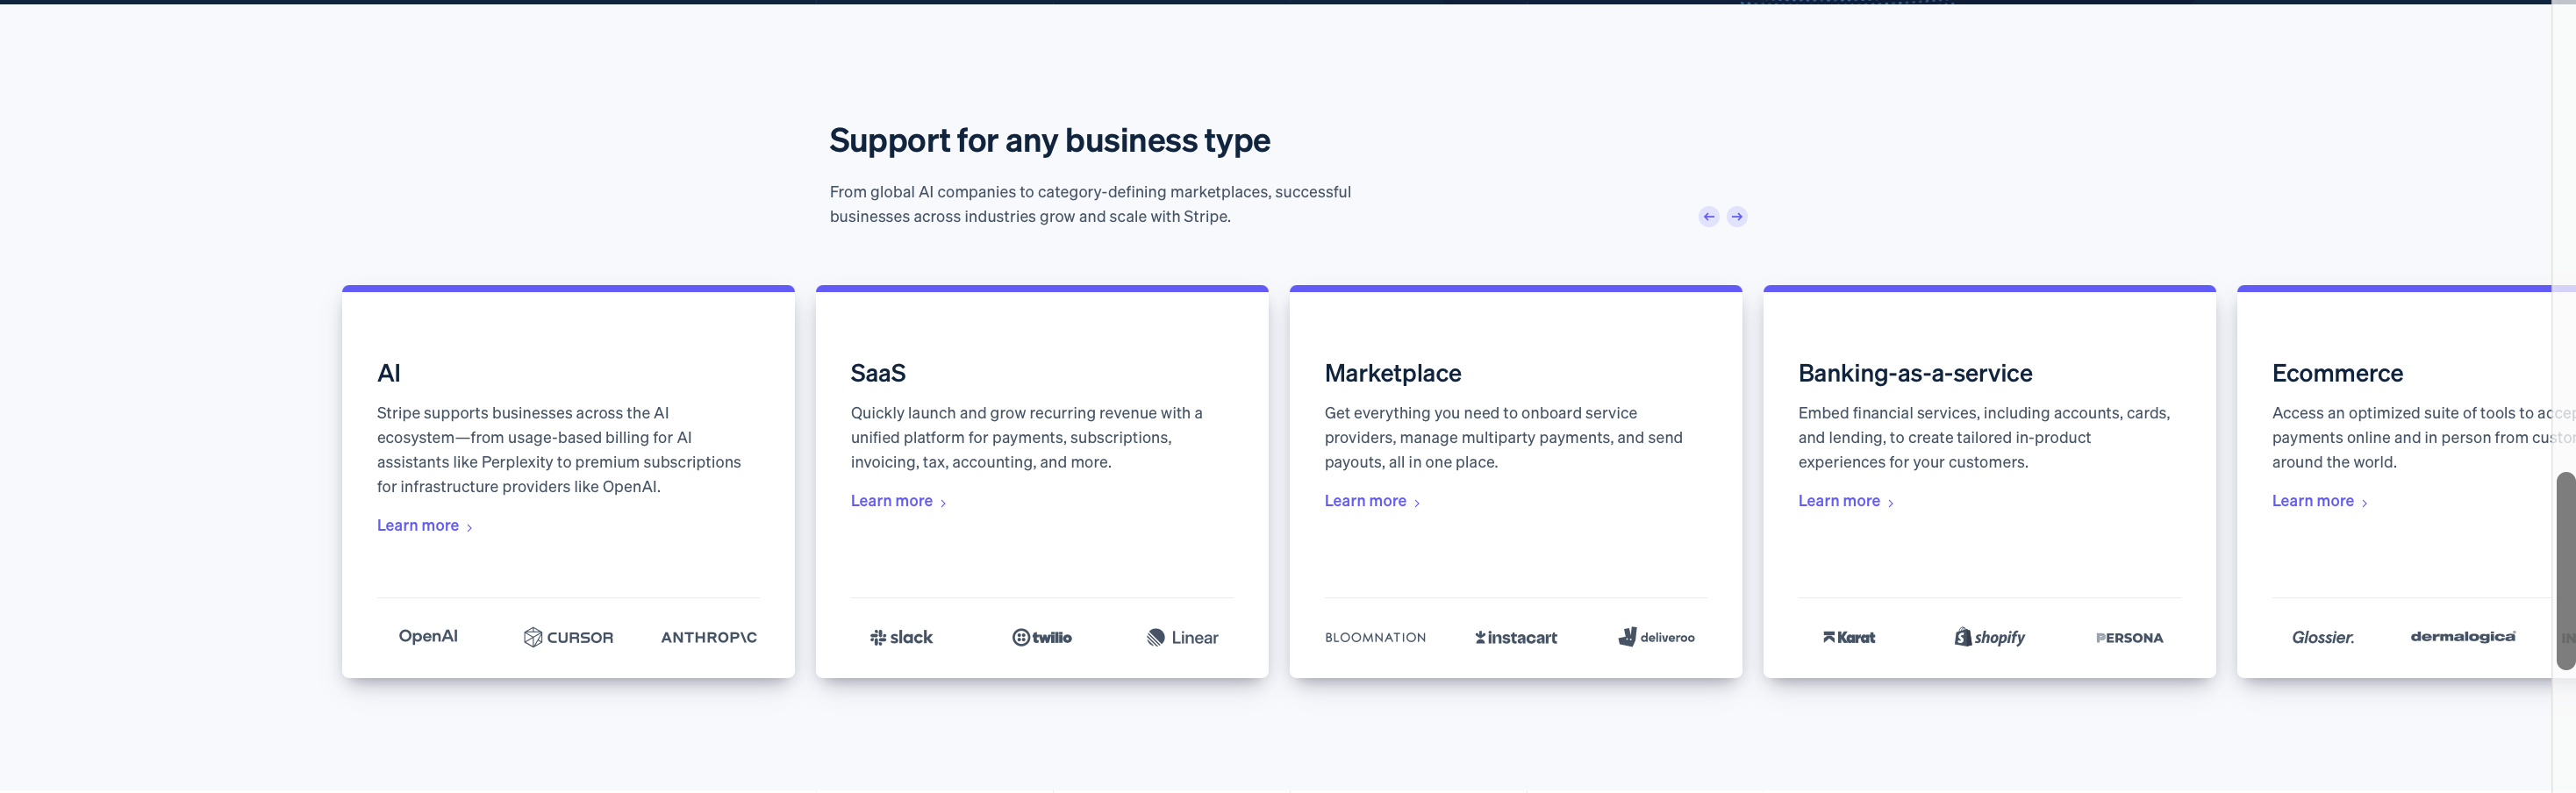 Support for any business type
From global AI companies to category-defining marketplaces, successful
businesses across industries grow and scale with Stripe.
AI
Stripe supports businesses across the AI
ecosystem—from usage-based billing for AI
assistants like Perplexity to premium subscriptions
for infrastructure providers like OpenAI.
Learn more
OpenAI CURSOR ANTHROP\C
SaaS
Quickly launch and grow recurring revenue with a
unified platform for payments, subscriptions,
invoicing, tax, accounting, and more.
Learn more
slack twilio Linear
Marketplace
Get everything you need to onboard service
providers, manage multiparty payments, and send
payouts, all in one place.
Learn more
BLOOMNATION instacart deliveroo
Banking-as-a-service
Embed financial services, including accounts, cards,
and lending, to create tailored in-product
experiences for your customers.
Learn more
Karat shopify PERSONA
Ecommerce
Access an optimized suite of tools to
payments online and in person from
around the world.
Learn more
Glossier. dermalogica